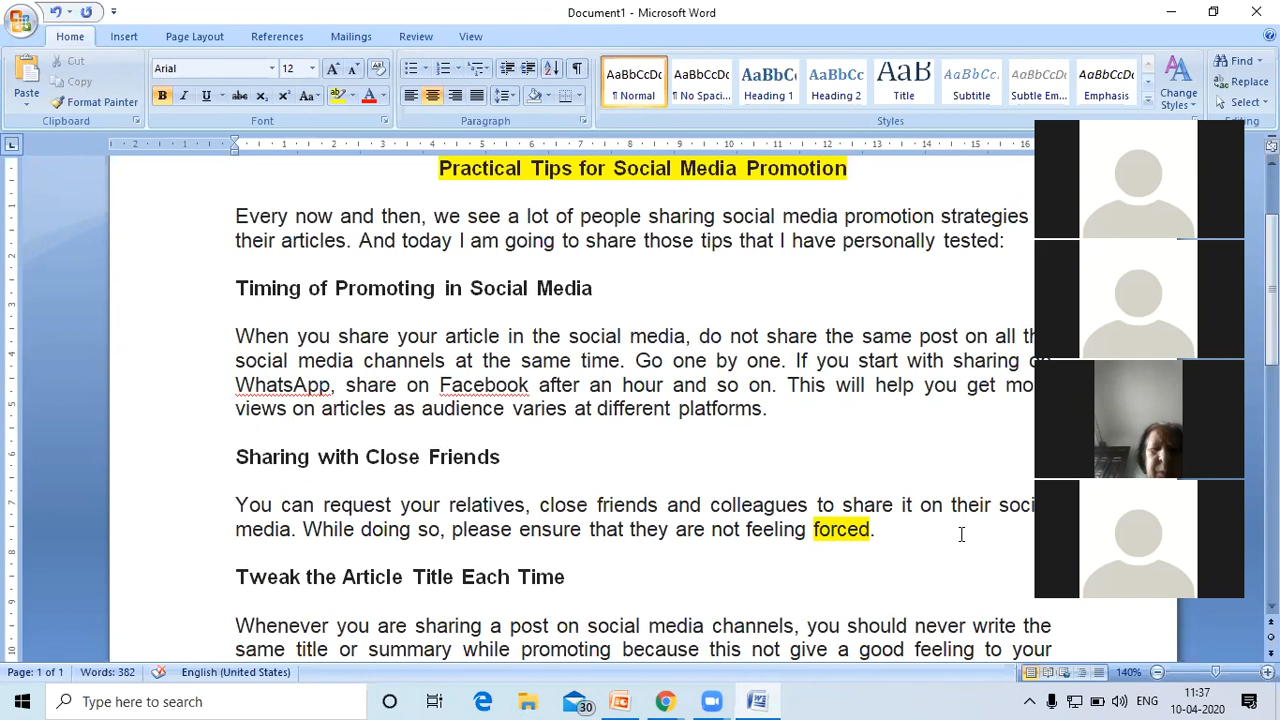 Document1 - Microsoft Word
Home Insert Page Layout References Mailings Review View
Paste
Cut
Copy
Format Painter
Clipboard
Arial 12
Font
Paragraph
AaBbCcDc AaBbCcDc AaBbCc AaBbCc AaB AaBbCc. AaBbCcDc AaBbCcDc
¶ Normal ¶ No Spaci... Heading 1 Heading 2 Title Subtitle Subtle Em... Emphasis
Change
Styles
Styles
Find
Replace
Select
Editing
Practical Tips for Social Media Promotion
Every now and then, we see a lot of people sharing social media promotion strategies
their articles. And today I am going to share those tips that I have personally tested:
Timing of Promoting in Social Media
When you share your article in the social media, do not share the same post on all th
social media channels at the same time. Go one by one. If you start with sharing on
WhatsApp, share on Facebook after an hour and so on. This will help you get mo
views on articles as audience varies at different platforms.
Sharing with Close Friends
You can request your relatives, close friends and colleagues to share it on their soci
media. While doing so, please ensure that they are not feeling forced.
Tweak the Article Title Each Time
Whenever you are sharing a post on social media channels, you should never write the
same title or summary while promoting because this not give a good feeling to your
Page: 1 of 1 Words: 382 English (United States) 140%
Type here to search
30
ENG
11:37
10-04-2020